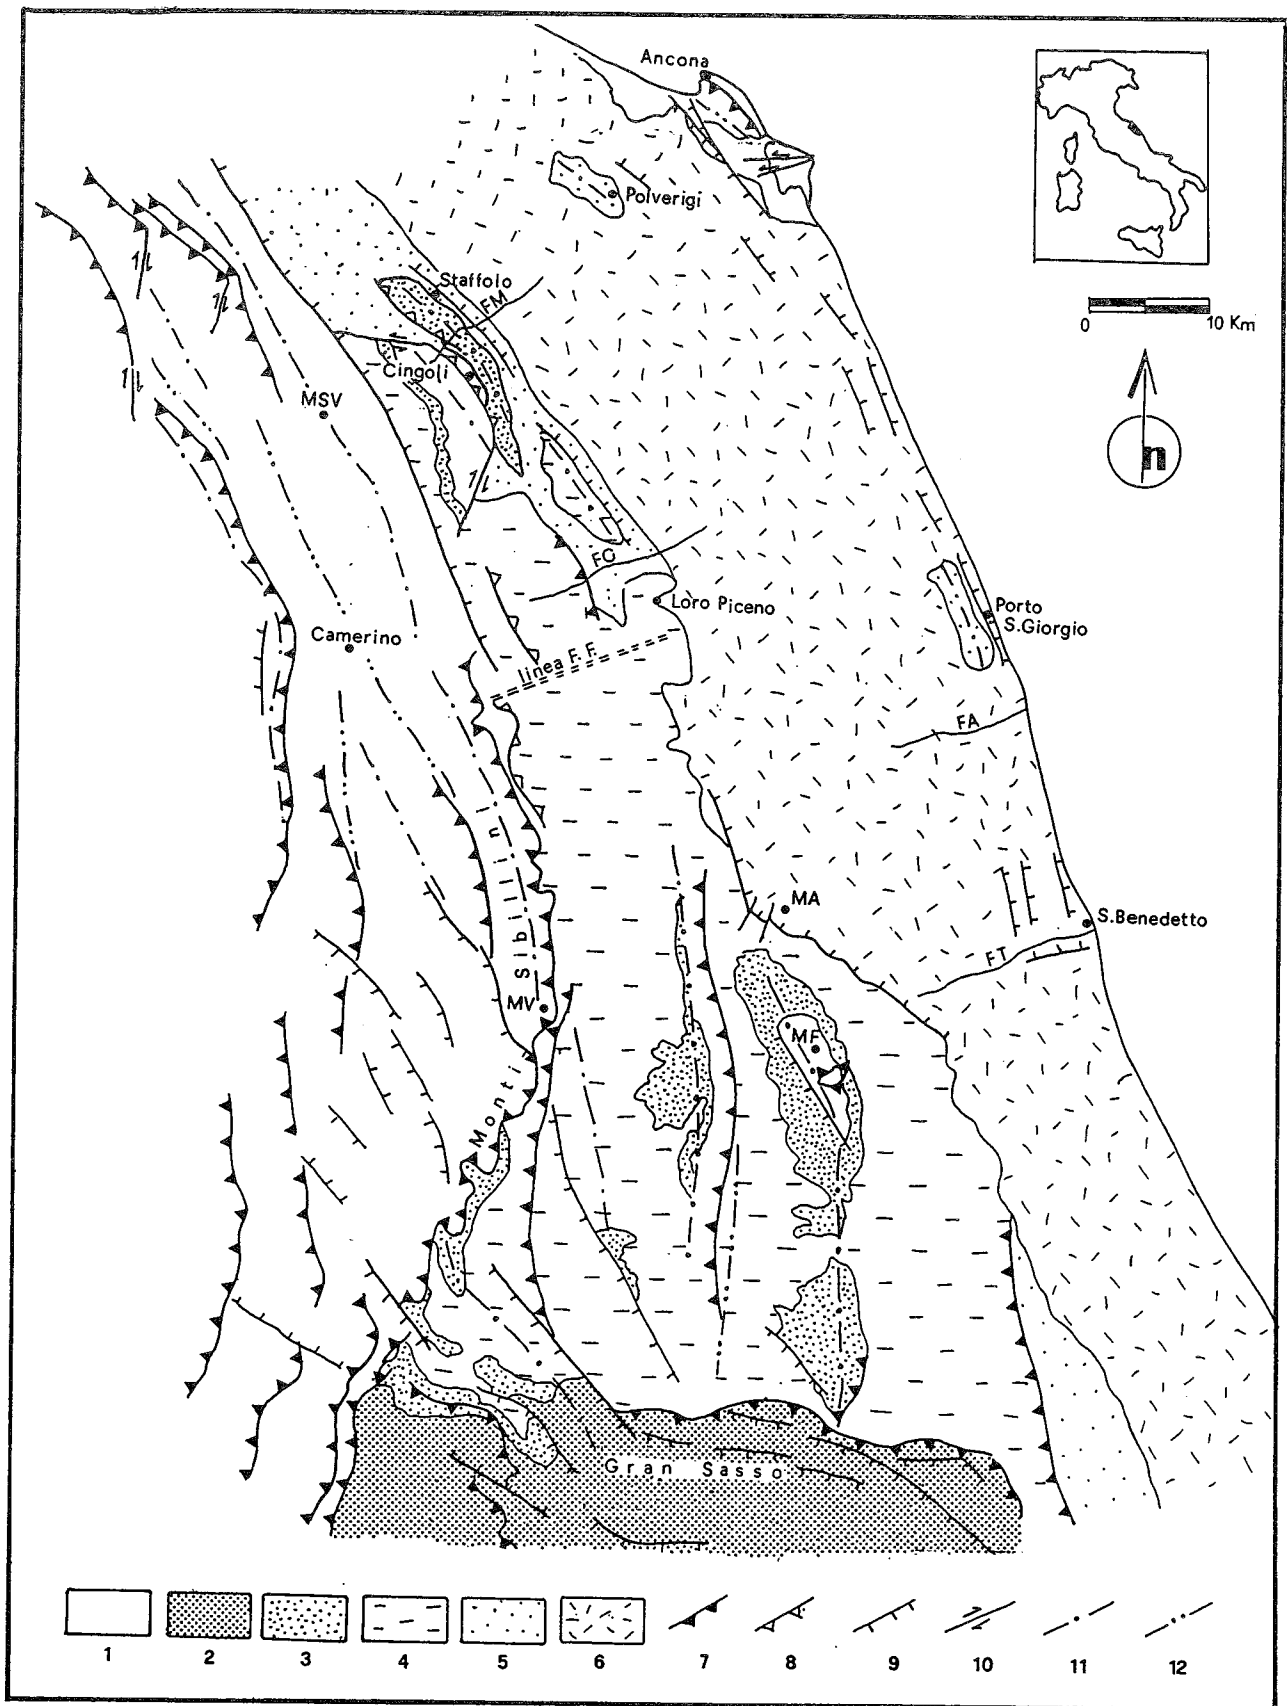 Ancona
Polverigi
Staffolo
FM
0 10 Km
Cingoli
MSV
n
FC
Loro Piceno
Porto
S.Giorgio
Camerino
linea F.F.
FA
Monti Sibillini
MA
S.Benedetto
FT
MV
MF
Gran Sasso
1 2 3 4 5 6 7 8 9 10 11 12